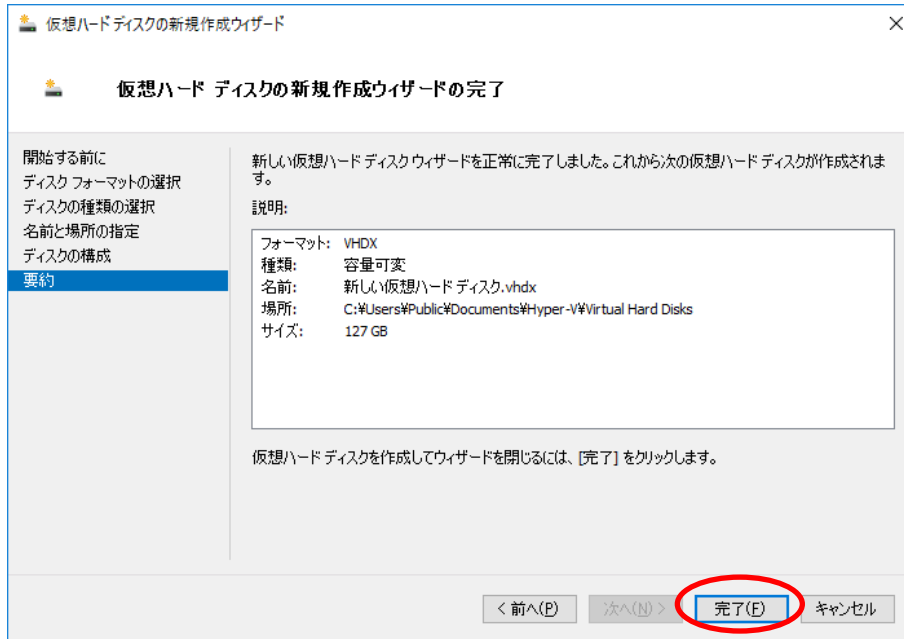 仮想ハード ディスクの新規作成ウィザード
仮想ハード ディスクの新規作成ウィザードの完了
開始する前に
ディスク フォーマットの選択
ディスクの種類の選択
名前と場所の指定
ディスクの構成
要約
新しい仮想ハード ディスク ウィザードを正常に完了しました。これから次の仮想ハード ディスクが作成されま
す。
説明:
フォーマット: VHDX
種類: 容量可変
名前: 新しい仮想ハード ディスク.vhdx
場所: C:¥Users¥Public¥Documents¥Hyper-V¥Virtual Hard Disks
サイズ: 127 GB
仮想ハード ディスクを作成してウィザードを閉じるには、[完了] をクリックします。
< 前へ(P) 次へ(N) > 完了(F) キャンセル